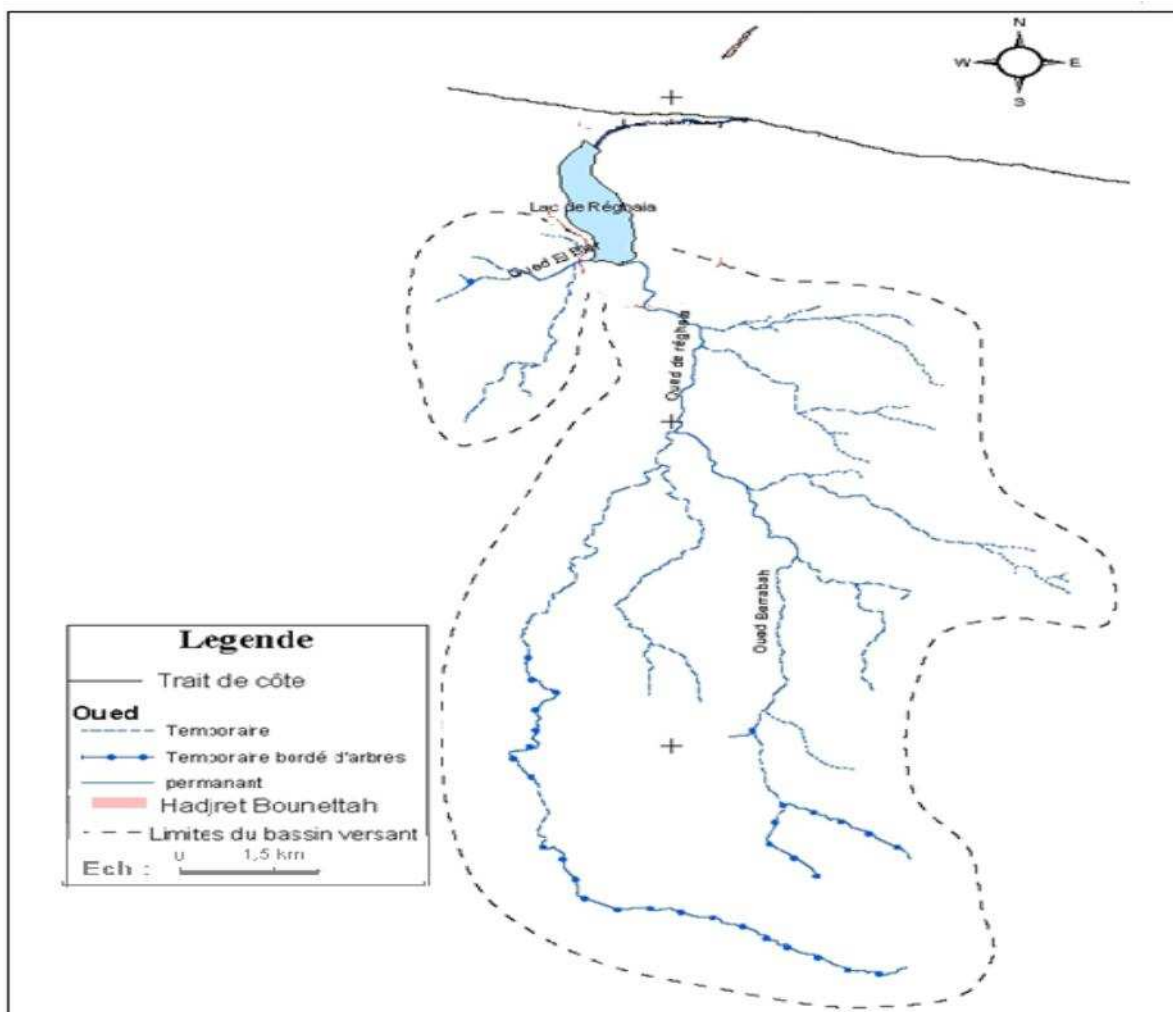 N
W E
S
Lac de Réghaia
Oued El Biar
Oued de réghaia
Oued Berrabah
Legende
Trait de côte
Oued
Temporaire
Temporaire bordé d'arbres
permanant
Hadjret Bounettah
Limites du bassin versant
0 1,5 km
Ech :